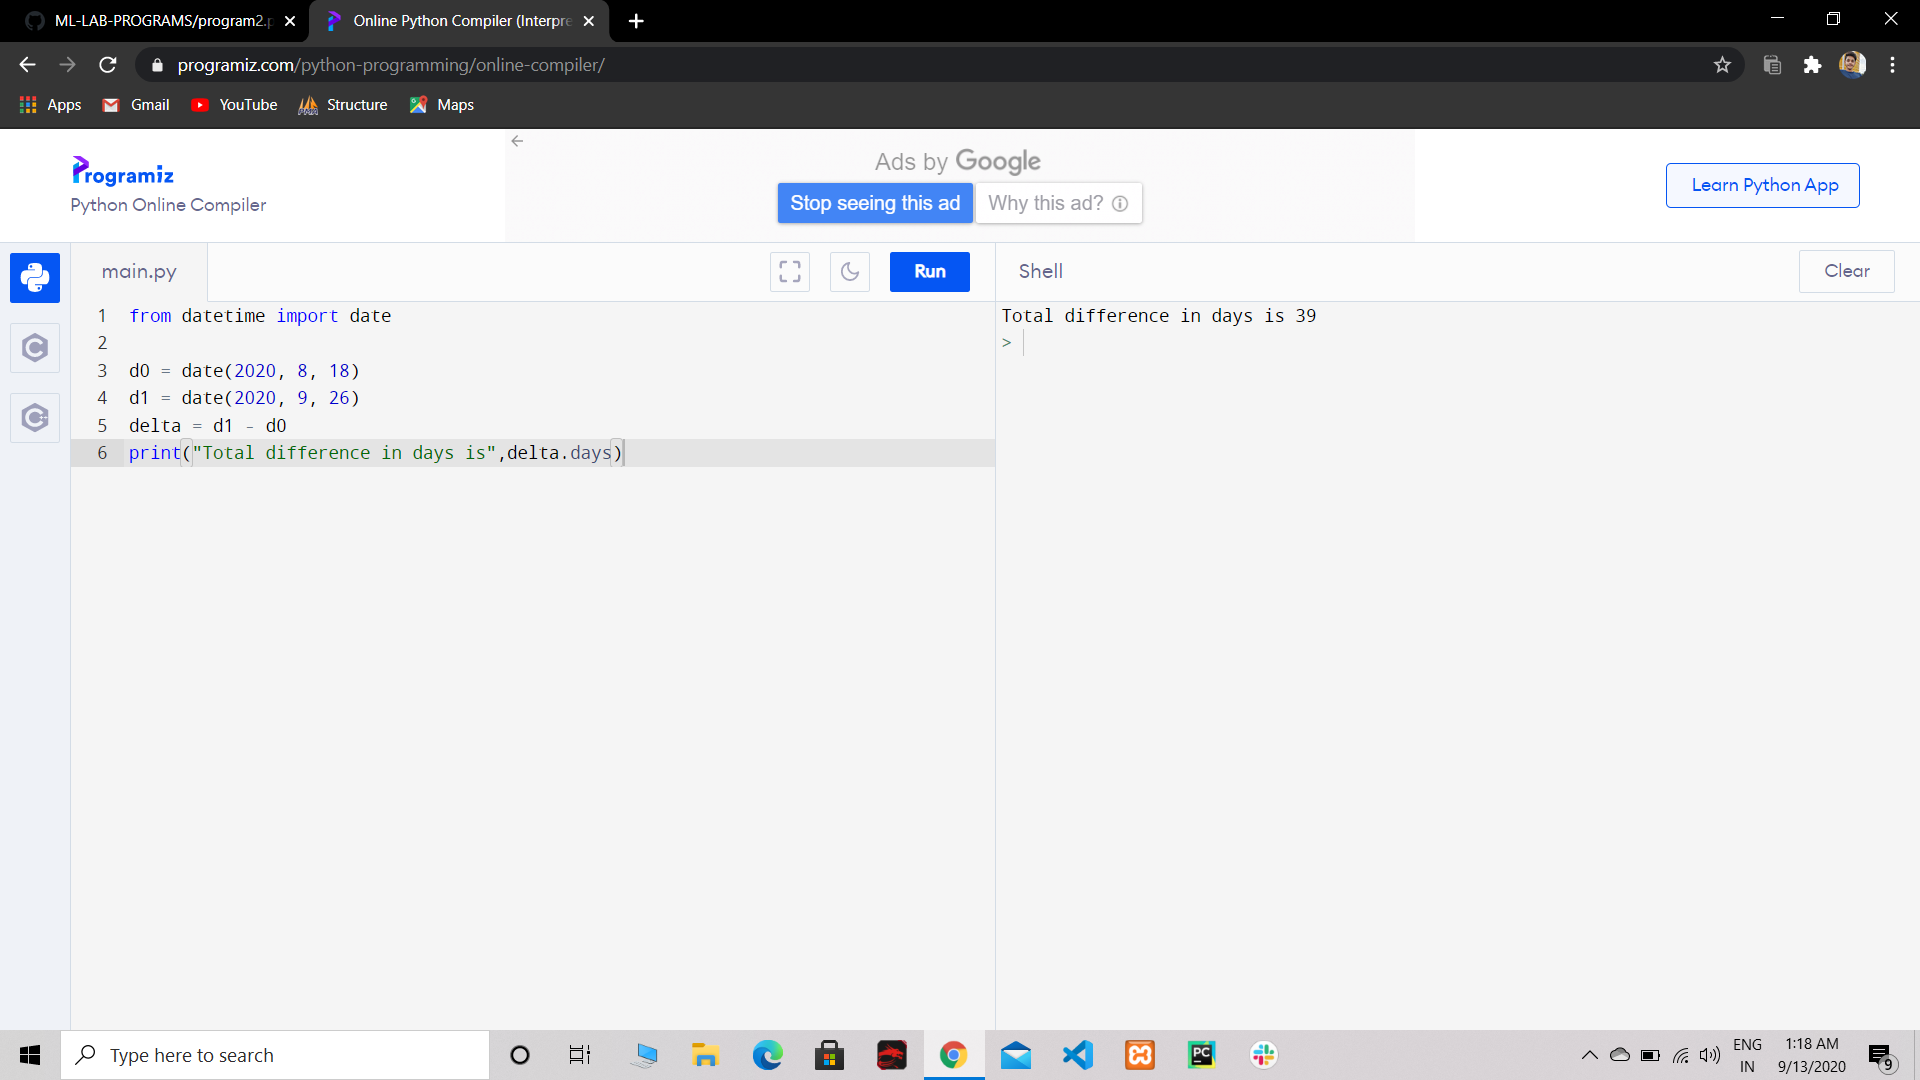 ML-LAB-PROGRAMS/program2.p
Online Python Compiler (Interpre
programiz.com/python-programming/online-compiler/
Apps
Gmail
YouTube
Structure
Maps
Programiz
Python Online Compiler
Ads by Google
Stop seeing this ad
Why this ad?
Learn Python App
main.py
Run
Shell
Clear
1 from datetime import date
2
3 d0 = date(2020, 8, 18)
4 d1 = date(2020, 9, 26)
5 delta = d1 - d0
6 print("Total difference in days is",delta.days)
Total difference in days is 39
>
Type here to search
PC
ENG
IN
1:18 AM
9/13/2020
9